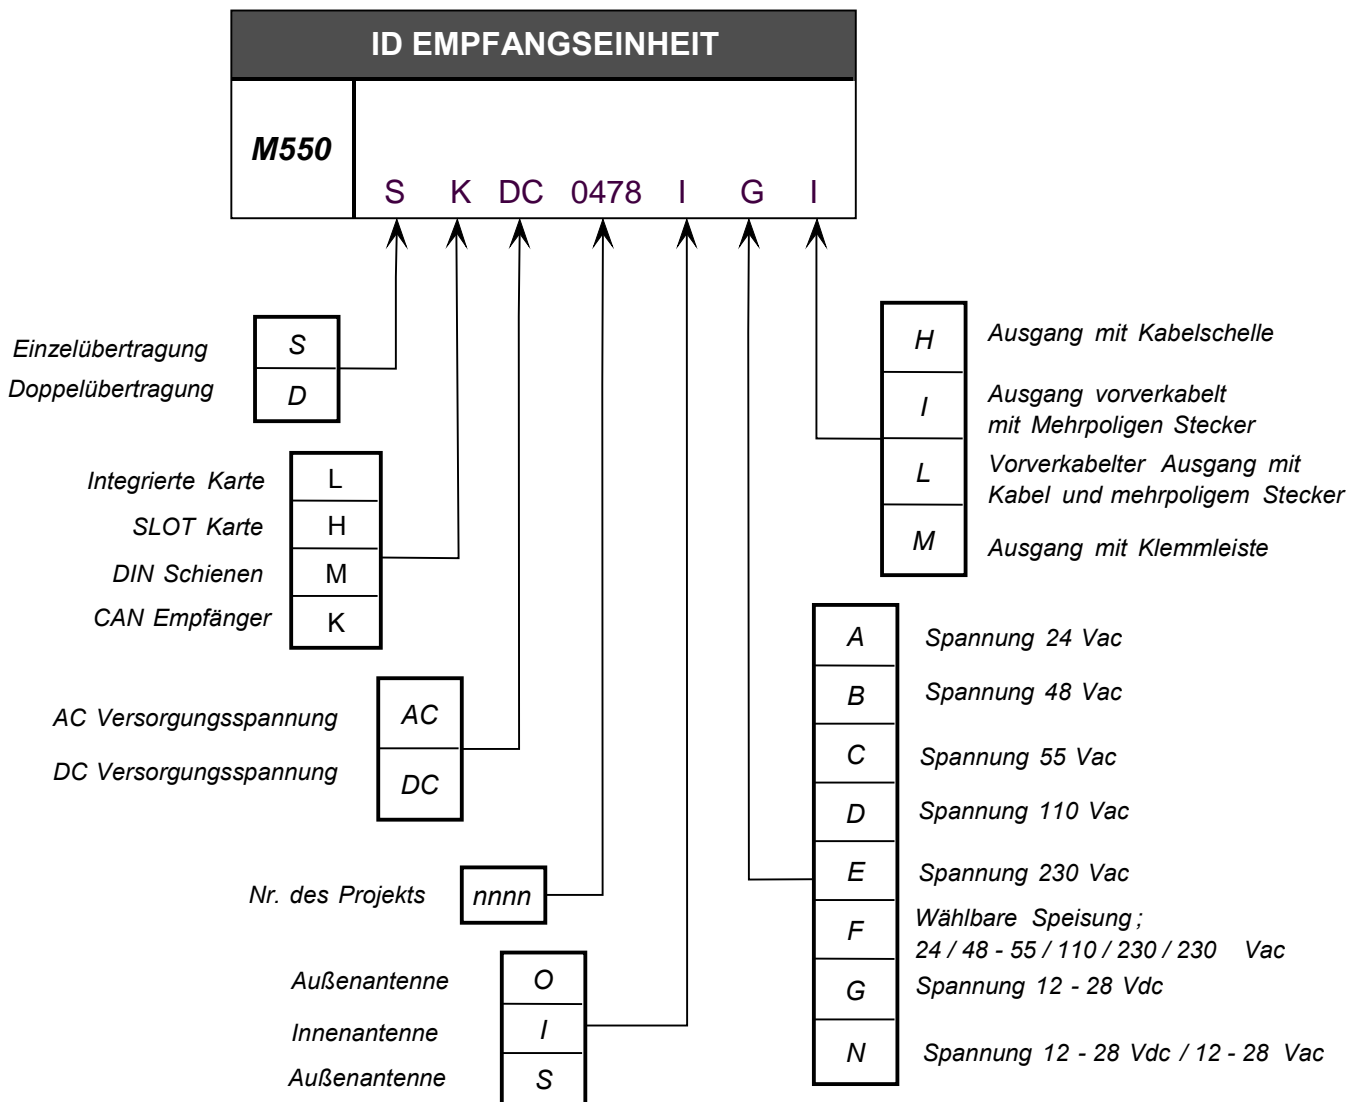 ID EMPFANGSEINHEIT
M550
S K DC 0478 I G I
Einzelübertragung S
Doppelübertragung D
Integrierte Karte L
SLOT Karte H
DIN Schienen M
CAN Empfänger K
AC Versorgungsspannung AC
DC Versorgungsspannung DC
Nr. des Projekts nnnn
Außenantenne O
Innenantenne I
Außenantenne S
H Ausgang mit Kabelschelle
I Ausgang vorverkabelt
mit Mehrpoligen Stecker
L Vorverkabelter Ausgang mit
Kabel und mehrpoligem Stecker
M Ausgang mit Klemmleiste
A Spannung 24 Vac
B Spannung 48 Vac
C Spannung 55 Vac
D Spannung 110 Vac
E Spannung 230 Vac
F Wählbare Speisung ;
24 / 48 - 55 / 110 / 230 / 230 Vac
G Spannung 12 - 28 Vdc
N Spannung 12 - 28 Vdc / 12 - 28 Vac